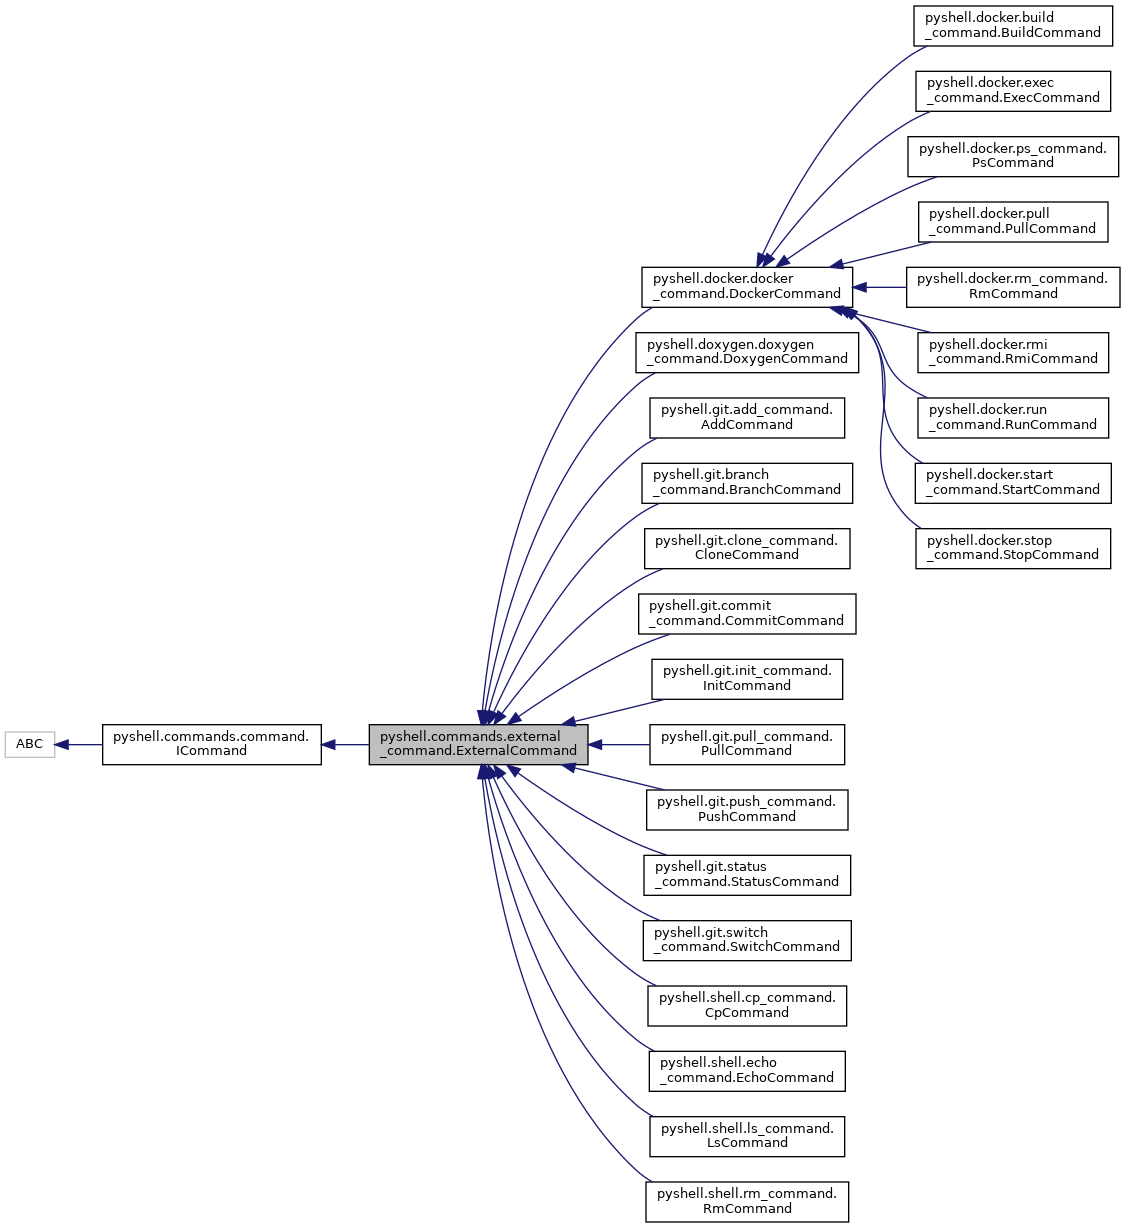 pyshell.docker.build
_command.BuildCommand
pyshell.docker.exec
_command.ExecCommand
pyshell.docker.ps_command.
PsCommand
pyshell.docker.pull
_command.PullCommand
pyshell.docker.docker
_command.DockerCommand
pyshell.docker.rm_command.
RmCommand
pyshell.doxygen.doxygen
_command.DoxygenCommand
pyshell.docker.rmi
_command.RmiCommand
pyshell.git.add_command.
AddCommand
pyshell.docker.run
_command.RunCommand
pyshell.git.branch
_command.BranchCommand
pyshell.docker.start
_command.StartCommand
pyshell.git.clone_command.
CloneCommand
pyshell.docker.stop
_command.StopCommand
pyshell.git.commit
_command.CommitCommand
pyshell.git.init_command.
InitCommand
ABC
pyshell.commands.command.
ICommand
pyshell.commands.external
_command.ExternalCommand
pyshell.git.pull_command.
PullCommand
pyshell.git.push_command.
PushCommand
pyshell.git.status
_command.StatusCommand
pyshell.git.switch
_command.SwitchCommand
pyshell.shell.cp_command.
CpCommand
pyshell.shell.echo
_command.EchoCommand
pyshell.shell.ls_command.
LsCommand
pyshell.shell.rm_command.
RmCommand